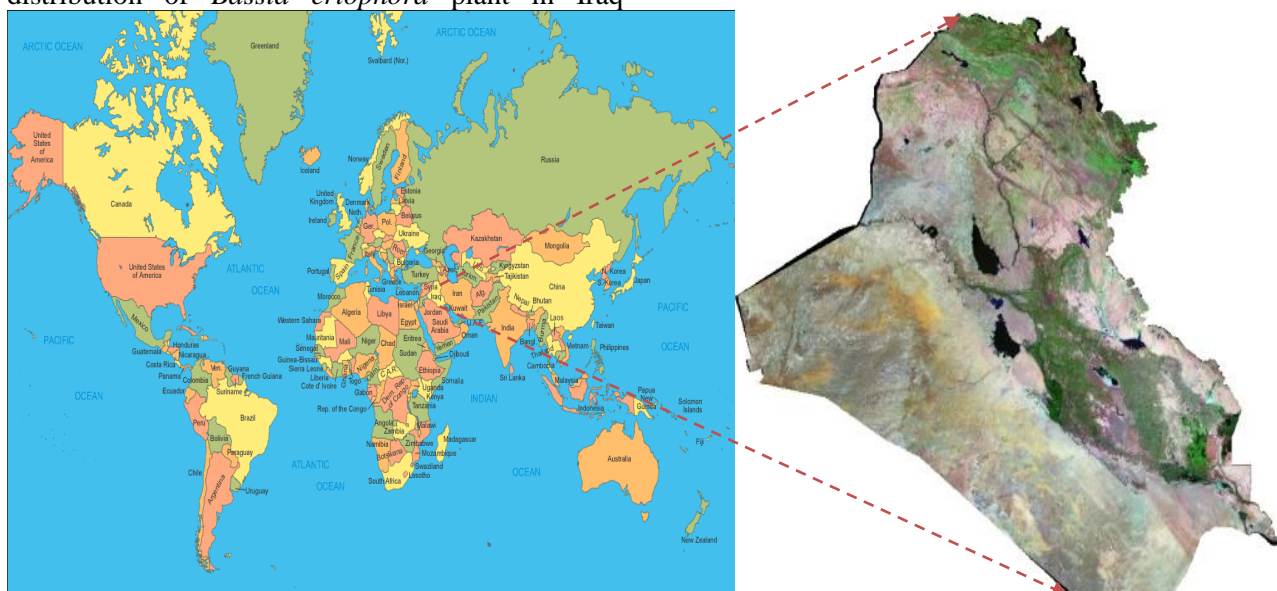 distribution of Bassia eriophora plant in Iraq
ARCTIC OCEAN
ARCTIC OCEAN
Greenland
Svalbard (Nor.)
United
States
of
America
Iceland
Norway
Sweden
Finland
Russia
Canada
United
Kingdom
Denmark
Estonia
Latvia
Ireland
Neth.
Belarus
Ger.
Pol.
Ukraine
Kazakhstan
Mongolia
France
Rom.
United States
of America
ATLANTIC
OCEAN
Portugal
Spain
Italy
Bulgaria
Georgia
Greece
Turkey
Kyrgyzstan
Tajikistan
N. Korea
S. Korea
Japan
China
PACIFIC
OCEAN
Morocco
Tunisia
Lebanon
Syria
Iraq
Iran
Afg.
Israel
Jordan
Kuwait
Pakistan
Nepal
Bhutan
Mexico
Western Sahara
Algeria
Libya
Egypt
Saudi
Arabia
U.A.E.
Oman
India
Laos
Taiwan
PACIFIC
OCEAN
Mauritania
Mali
Niger
Chad
Sudan
Eritrea
Yemen
Djibouti
Bangl.
Burma
Vietnam
Philippines
Cambodia
Honduras
Guatemala
Nicaragua
Costa Rica
Panama
Senegal
Guinea-Bissau
Sierra Leone
Liberia
Cote d' Ivoire
Ghana
Togo
Nigeria
C.A.R.
Ethiopia
Somalia
Sri Lanka
Malaysia
Ven.
Guyana
French Guiana
Suriname
Colombia
Ecuador
Gabon
Rep. of the Congo
Dem. Rep.
of Congo
Uganda
Kenya
INDIAN
OCEAN
Indonesia
Papua
New
Guinea
Solomon
Islands
Peru
Brazil
Tanzania
Angola
Zambia
Malawi
Fiji
Bolivia
Namibia
Botswana
Zimbabwe
Mozambique
Madagascar
Paraguay
ATLANTIC
OCEAN
Swaziland
Lesotho
South Africa
Australia
Chile
Argentina
Uruguay
New Zealand